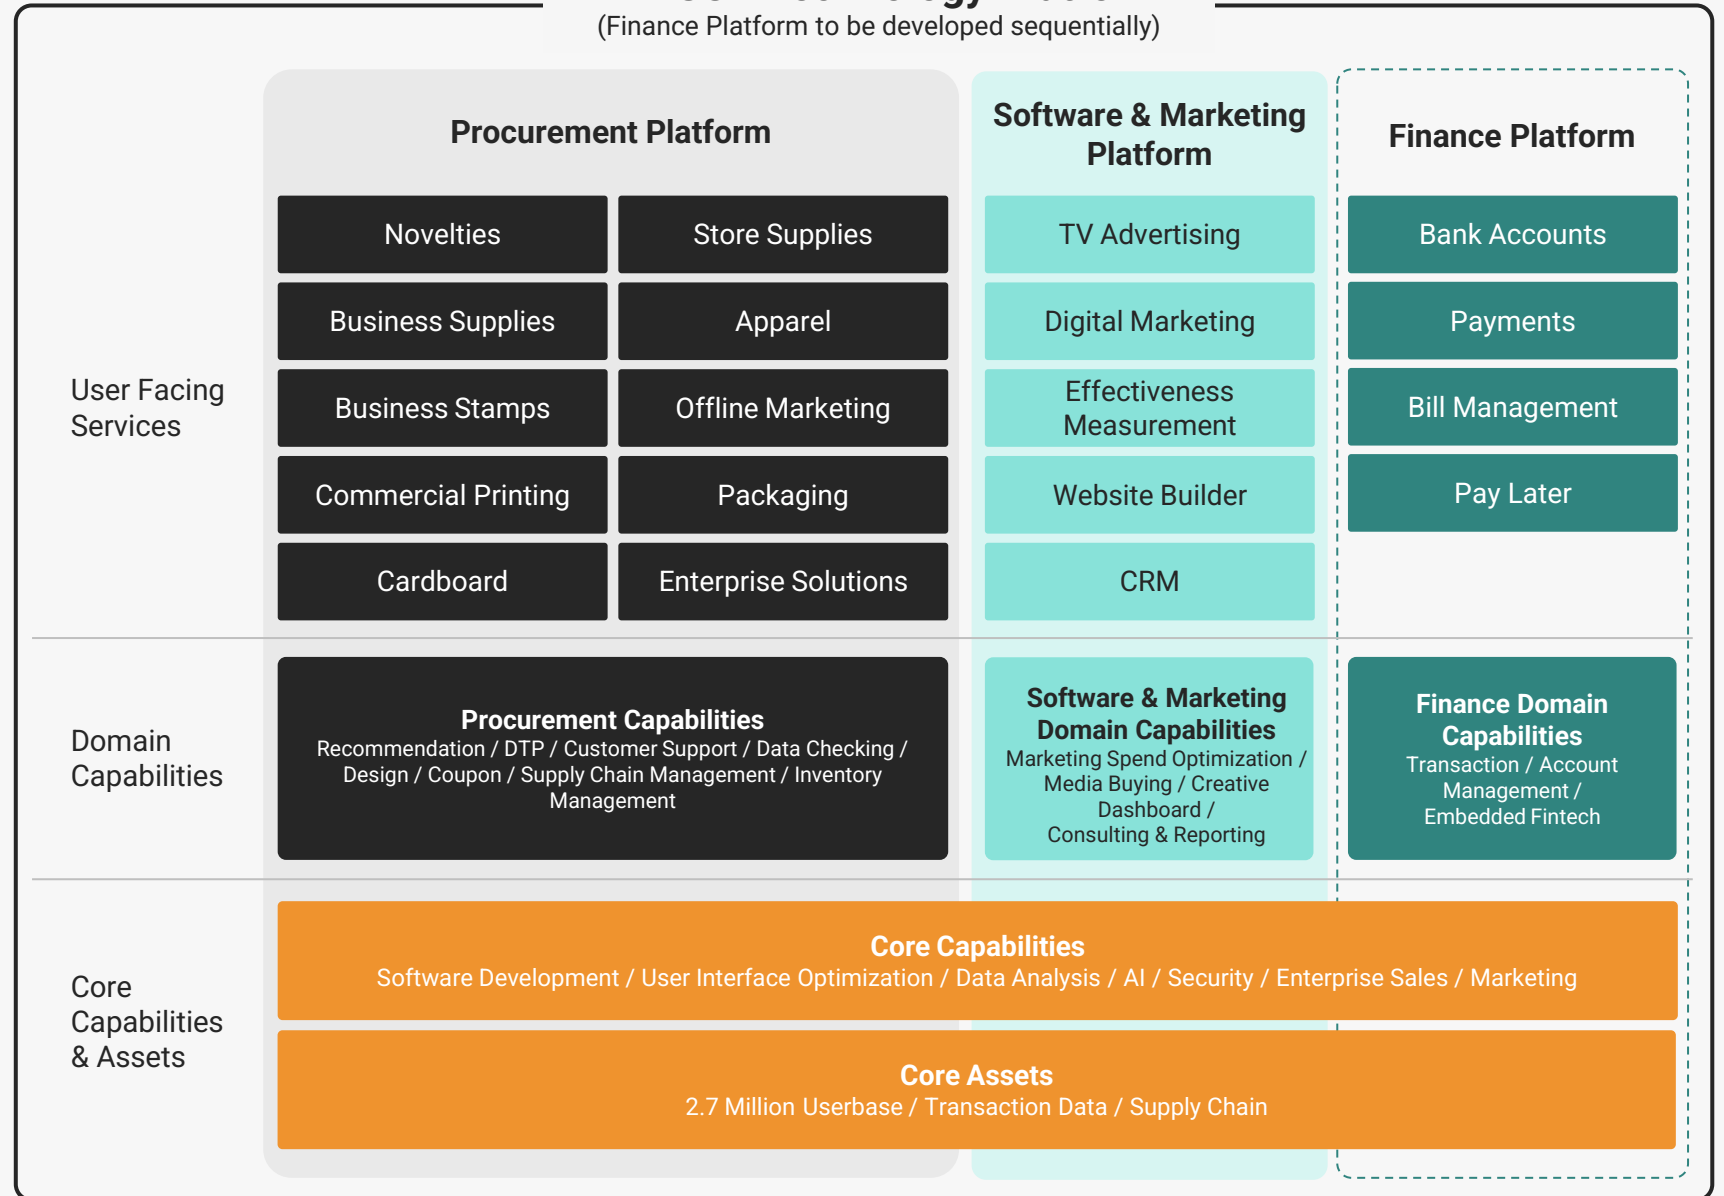 (Finance Platform to be developed sequentially)
Procurement Platform
Software & Marketing
Platform
Finance Platform
User Facing
Services
Novelties
Store Supplies
Business Supplies
Apparel
Business Stamps
Offline Marketing
Commercial Printing
Packaging
Cardboard
Enterprise Solutions
TV Advertising
Digital Marketing
Effectiveness
Measurement
Website Builder
CRM
Bank Accounts
Payments
Bill Management
Pay Later
Domain
Capabilities
Procurement Capabilities
Recommendation / DTP / Customer Support / Data Checking /
Design / Coupon / Supply Chain Management / Inventory
Management
Software & Marketing
Domain Capabilities
Marketing Spend Optimization /
Media Buying / Creative
Dashboard /
Consulting & Reporting
Finance Domain
Capabilities
Transaction / Account
Management /
Embedded Fintech
Core
Capabilities
& Assets
Core Capabilities
Software Development / User Interface Optimization / Data Analysis / AI / Security / Enterprise Sales / Marketing
Core Assets
2.7 Million Userbase / Transaction Data / Supply Chain